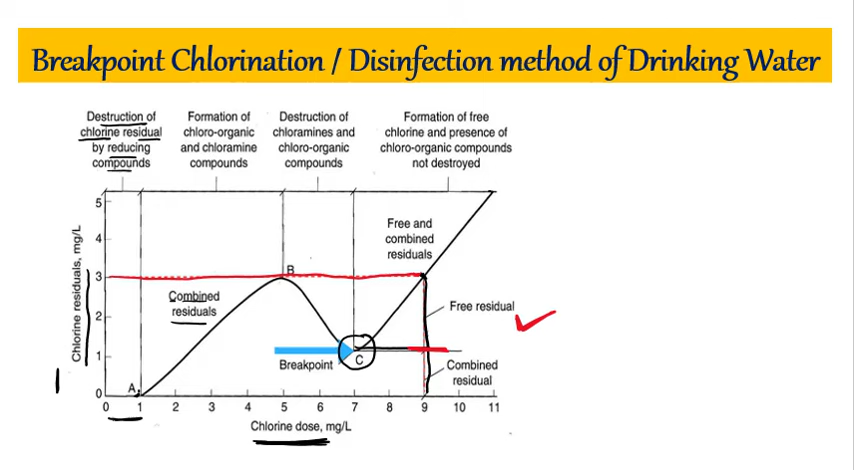 Breakpoint Chlorination / Disinfection method of Drinking Water
Destruction of
chlorine residual
by reducing
compounds
Formation of
chloro-organic
and chloramine
compounds
Destruction of
chloramines and
chloro-organic
compounds
Formation of free
chlorine and presence of
chloro-organic compounds
not destroyed
Chlorine residuals, mg/L
5
4
3
2
1
0
Free and
combined
residuals
B
Combined
residuals
Free residual
A
C
Breakpoint
Combined
residual
0 1 2 3 4 5 6 7 8 9 10 11
Chlorine dose, mg/L